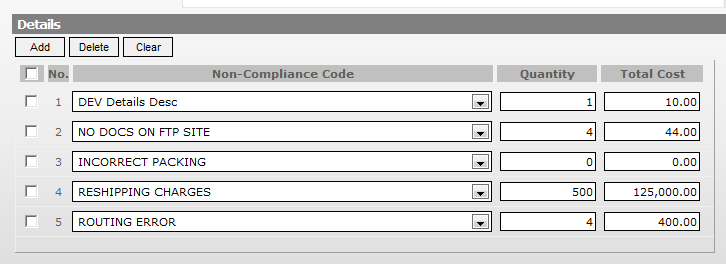 Details
Add Delete Clear
No. Non-Compliance Code Quantity Total Cost
1 DEV Details Desc 1 10.00
2 NO DOCS ON FTP SITE 4 44.00
3 INCORRECT PACKING 0 0.00
4 RESHIPPING CHARGES 500 125,000.00
5 ROUTING ERROR 4 400.00